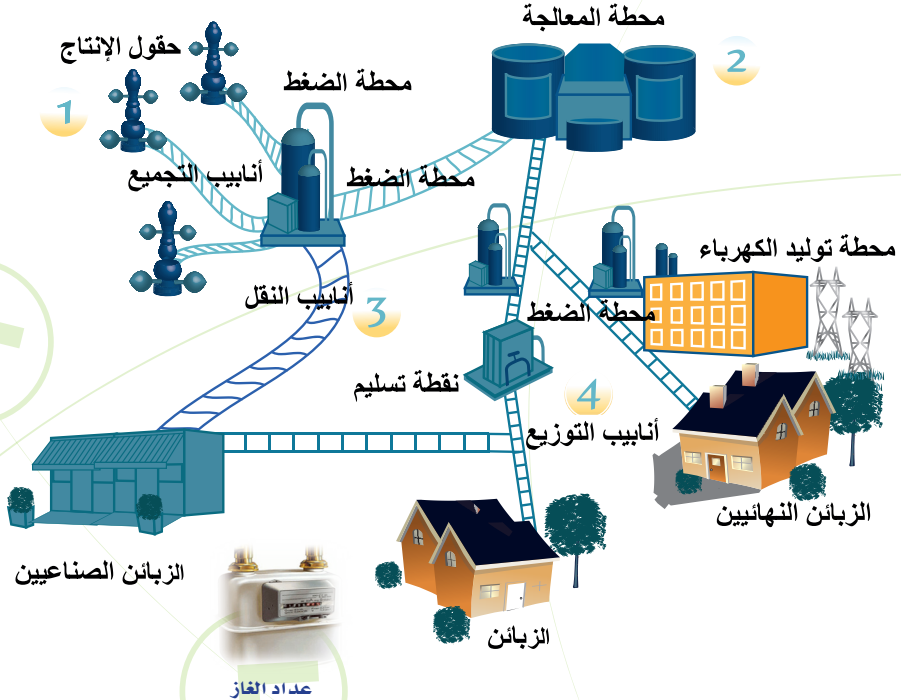 محطة المعالجة
2
حقول الإنتاج
1
محطة الضغط
أنابيب التجميع
محطة الضغط
محطة توليد الكهرباء
أنابيب النقل
3
محطة الضغط
نقطة تسليم
4
أنابيب التوزيع
الزبائن النهائيين
الزبائن الصناعيين
الزبائن
عداد الغاز